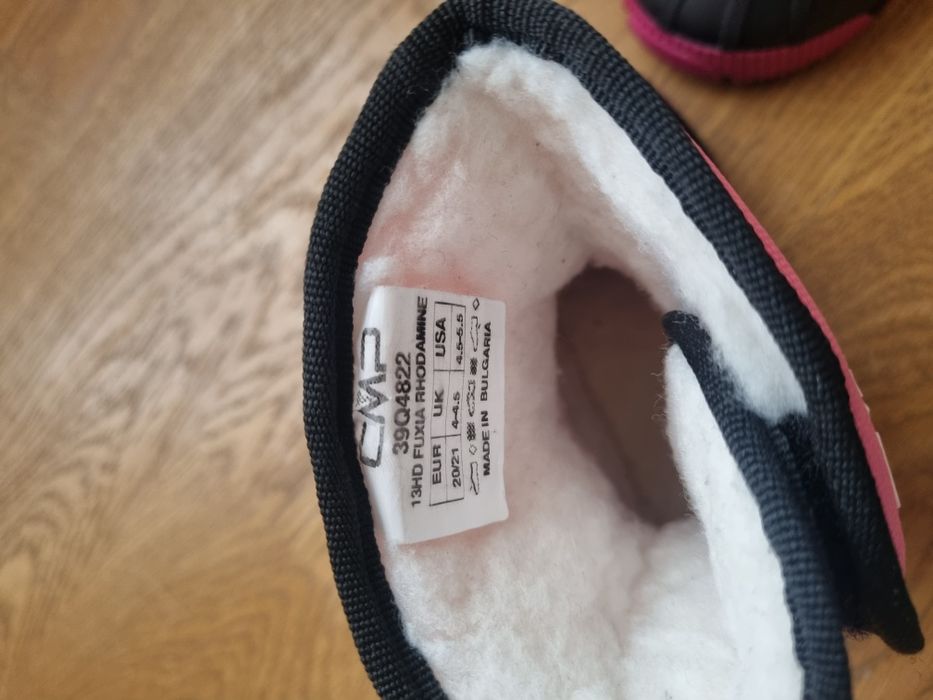 CMP
39Q4822
13HD FUXIA RHODAMINE
EUR UK USA
20/21 4-4.5 4.5-5.5
MADE IN BULGARIA